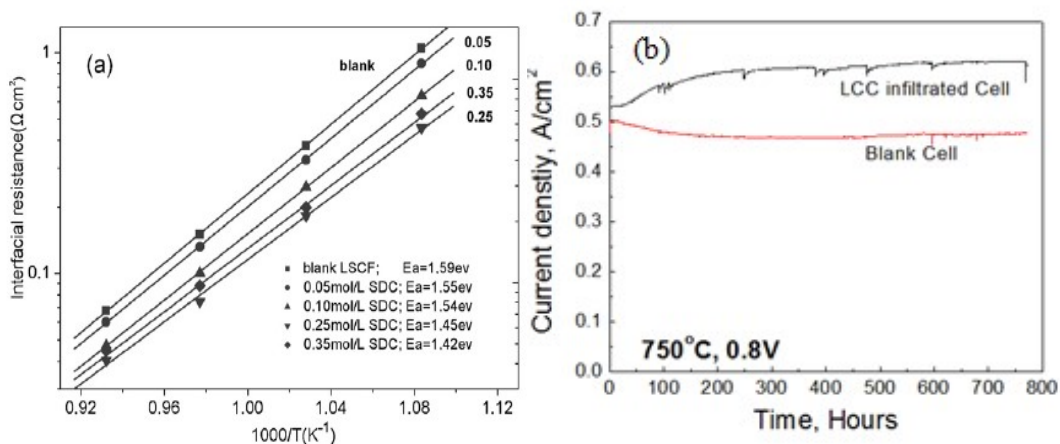 (a)
blank
0.05
0.10
0.35
0.25
1
0.1
Interfacial resistance(Ω cm²)
■ blank LSCF; Ea=1.59ev
● 0.05mol/L SDC; Ea=1.55ev
▲ 0.10mol/L SDC; Ea=1.54ev
▼ 0.25mol/L SDC; Ea=1.45ev
◆ 0.35mol/L SDC; Ea=1.42ev
0.92 0.96 1.00 1.04 1.08 1.12
1000/T(K⁻¹)
(b)
0.7
0.6
0.5
0.4
0.3
0.2
0.1
0.0
Current denstiy, A/cm²
LCC infiltrated Cell
Blank Cell
750°C, 0.8V
0 100 200 300 400 500 600 700 800
Time, Hours